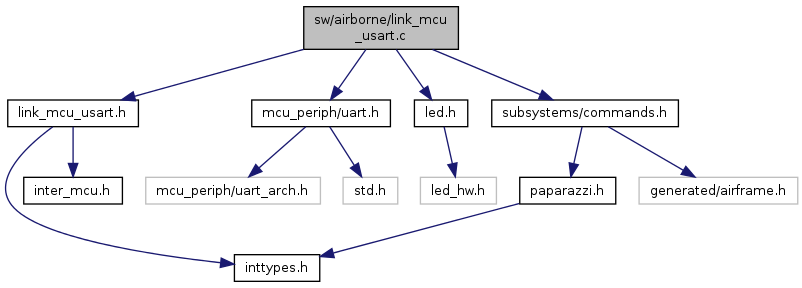 sw/airborne/link_mcu
_usart.c
link_mcu_usart.h
mcu_periph/uart.h
led.h
subsystems/commands.h
inter_mcu.h
mcu_periph/uart_arch.h
std.h
led_hw.h
paparazzi.h
generated/airframe.h
inttypes.h